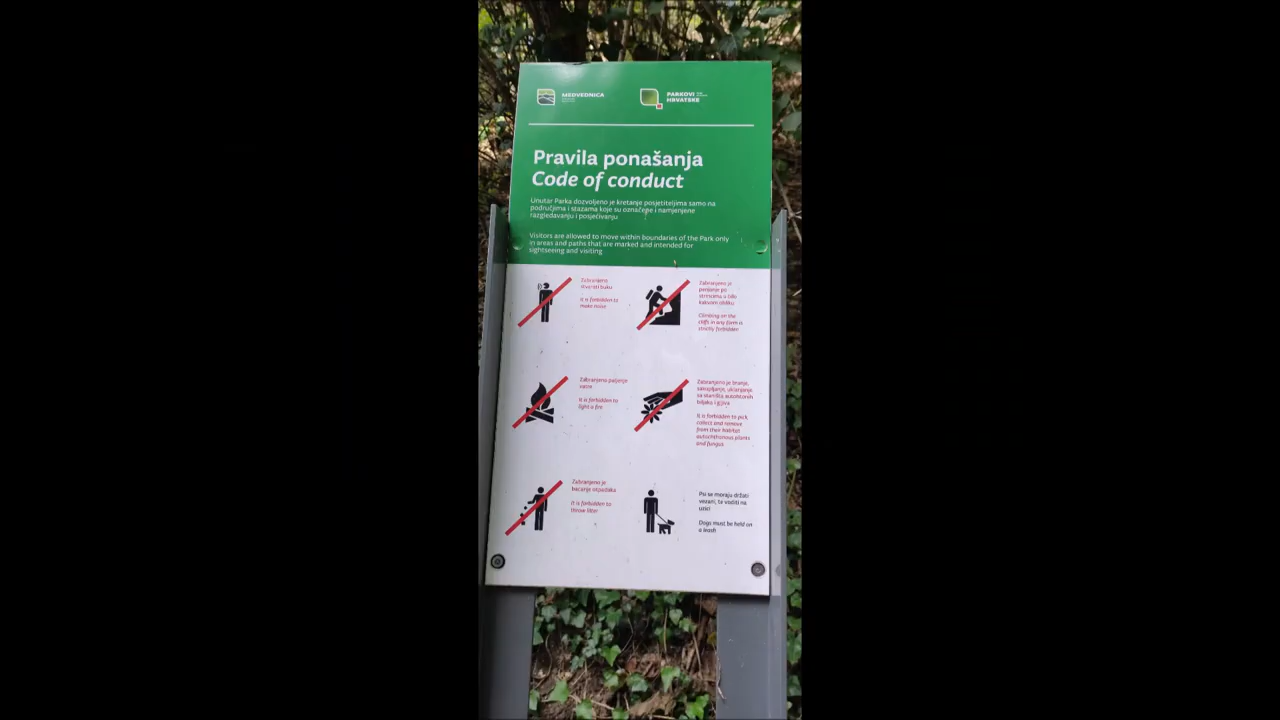 MEDVEDNICA
PARKOVI
HRVATSKE
Pravila ponašanja
Code of conduct
Unutar Parka dozvoljeno je kretanje posjetiteljima samo na
područjima i stazama koje su označene i namjenjene
razgledavanju i posjećivanju
Visitors are allowed to move within boundaries of the Park only
in areas and paths that are marked and intended for
sightseeing and visiting
Zabranjeno
stvarati buku
It is forbidden to
make noise
Zabranjeno je
penjanje po
strticama u bilo
kakvom obliku
Climbing on the
cliffs in any form is
strictly forbidden
Zabranjeno paljenje
vatre
It is forbidden to
light a fire
Zabranjeno je branje,
sakupljanje, uklanjanje
sa staništa autohtonih
biljaka i gljiva
It is forbidden to pick,
collect and remove
from their habitat
autochthonous plants
and fungus
Zabranjeno je
bacanje otpadaka
It is forbidden to
throw litter
Psi se moraju držati
vezani, te voditi na
uzici
Dogs must be held on
a leash